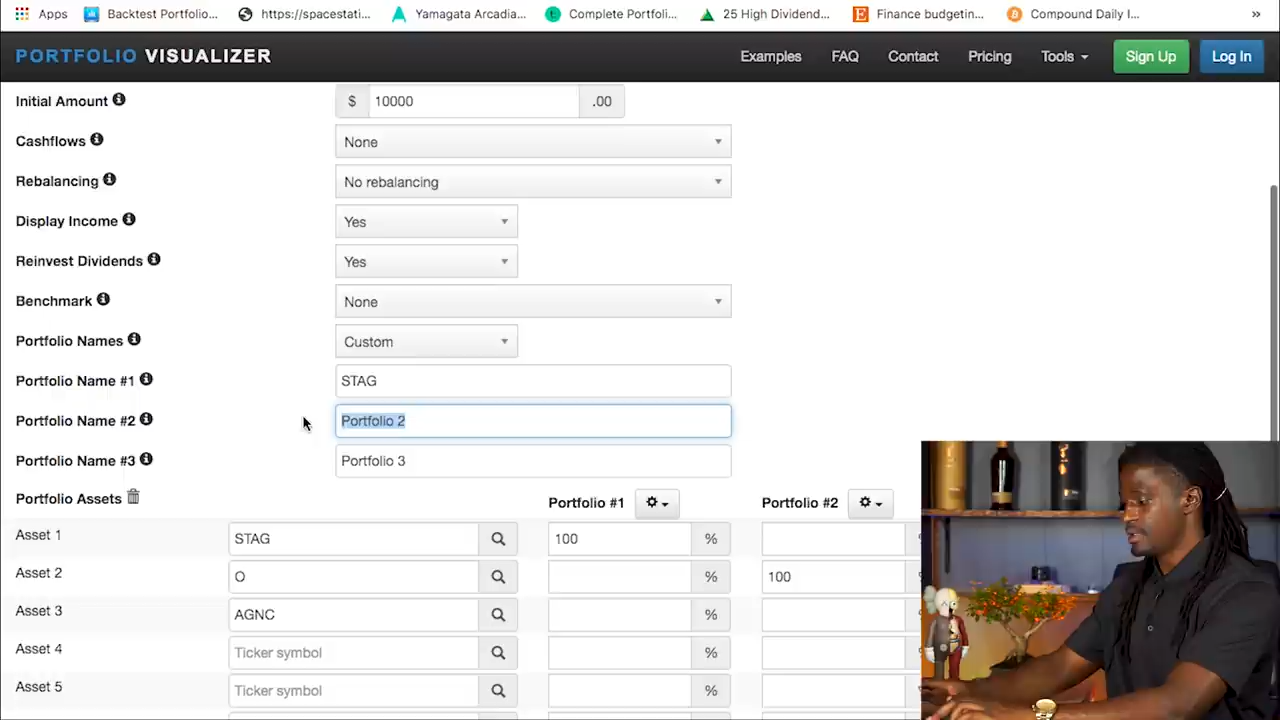 Apps Backtest Portfolio... https://spacestati... Yamagata Arcadia... Complete Portfoli... 25 High Dividend... Finance budgetin... Compound Daily I... »
PORTFOLIO VISUALIZER Examples FAQ Contact Pricing Tools Sign Up Log In
Initial Amount $ 10000 .00
Cashflows None
Rebalancing No rebalancing
Display Income Yes
Reinvest Dividends Yes
Benchmark None
Portfolio Names Custom
Portfolio Name #1 STAG
Portfolio Name #2 Portfolio 2
Portfolio Name #3 Portfolio 3
Portfolio Assets Portfolio #1 Portfolio #2
Asset 1 STAG 100 %
Asset 2 O % 100
Asset 3 AGNC %
Asset 4 Ticker symbol %
Asset 5 Ticker symbol %